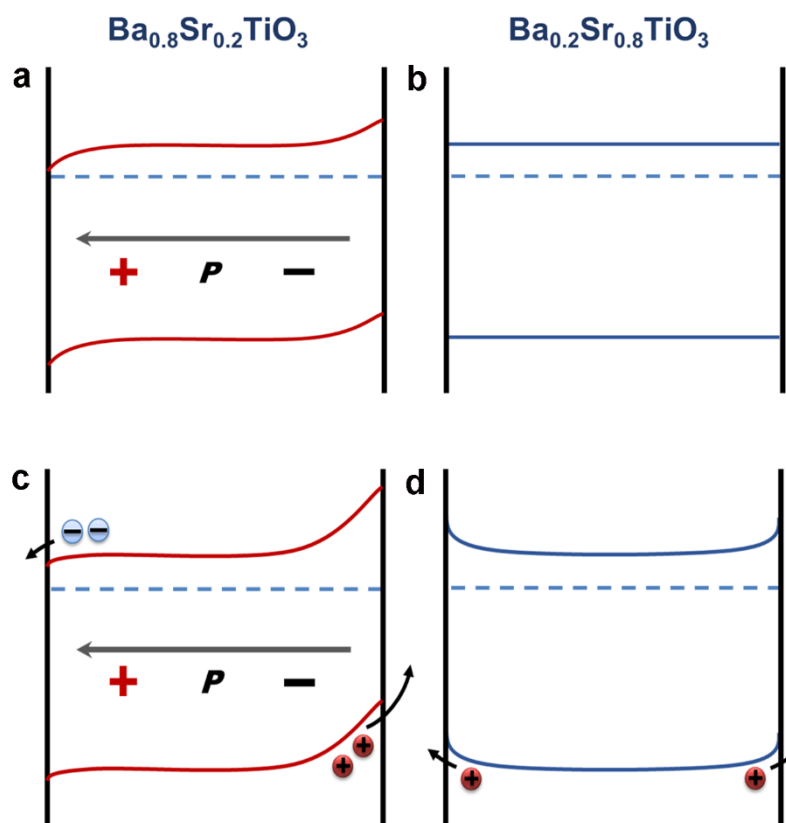 Ba₀.₈Sr₀.₂TiO₃ Ba₀.₂Sr₀.₈TiO₃
a b
+ P −
c d
− −
+ P −
+ +
+ +